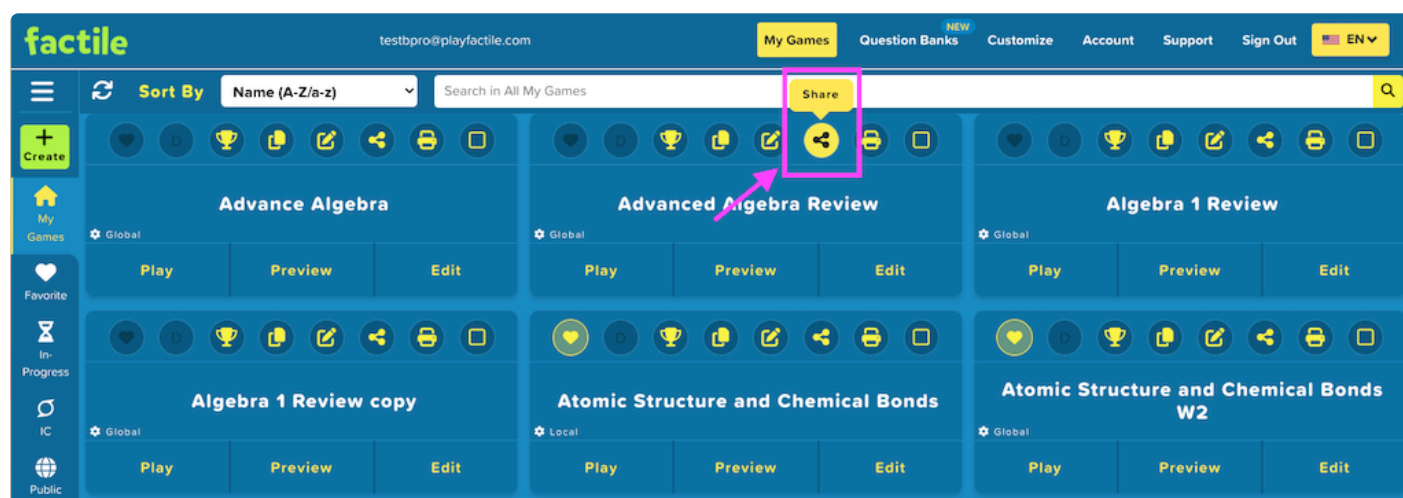 factile
testbpro@playfactile.com
My Games
Question Banks
NEW
Customize
Account
Support
Sign Out
EN
Sort By
Name (A-Z/a-z)
Search in All My Games
Share
+
Create
My
Games
Favorite
In-
Progress
IC
Public
D
Advance Algebra
Global
Play
Preview
Edit
D
Advanced Algebra Review
Global
Play
Preview
Edit
D
Algebra 1 Review
Global
Play
Preview
Edit
D
Algebra 1 Review copy
Global
Play
Preview
Edit
D
Atomic Structure and Chemical Bonds
Local
Play
Preview
Edit
D
Atomic Structure and Chemical Bonds
W2
Global
Play
Preview
Edit